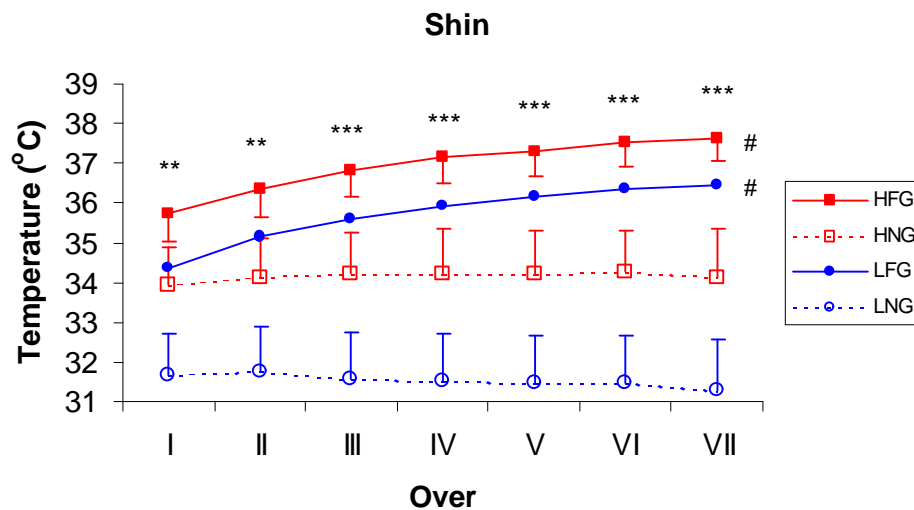 Shin
Temperature (°C)
39
38
37
36
35
34
33
32
31
** ** *** *** *** *** ***
#
#
HFG
HNG
LFG
LNG
I II III IV V VI VII
Over